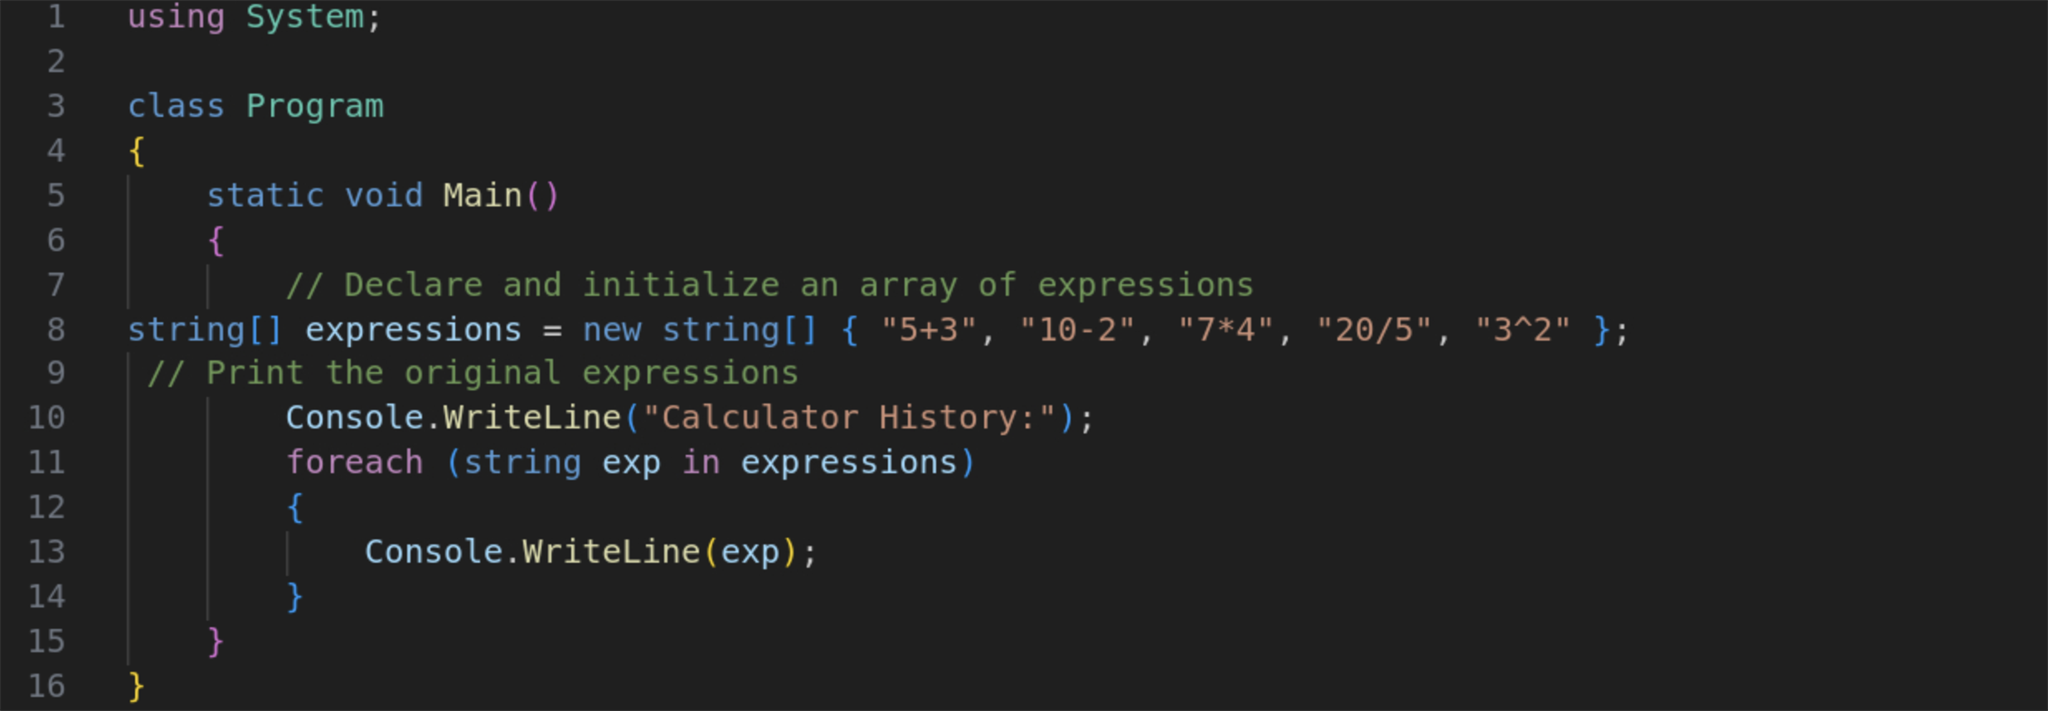 1 using System;
2
3 class Program
4 {
5     static void Main()
6     {
7         // Declare and initialize an array of expressions
8 string[] expressions = new string[] { "5+3", "10-2", "7*4", "20/5", "3^2" };
9  // Print the original expressions
10         Console.WriteLine("Calculator History:");
11         foreach (string exp in expressions)
12         {
13             Console.WriteLine(exp);
14         }
15     }
16 }